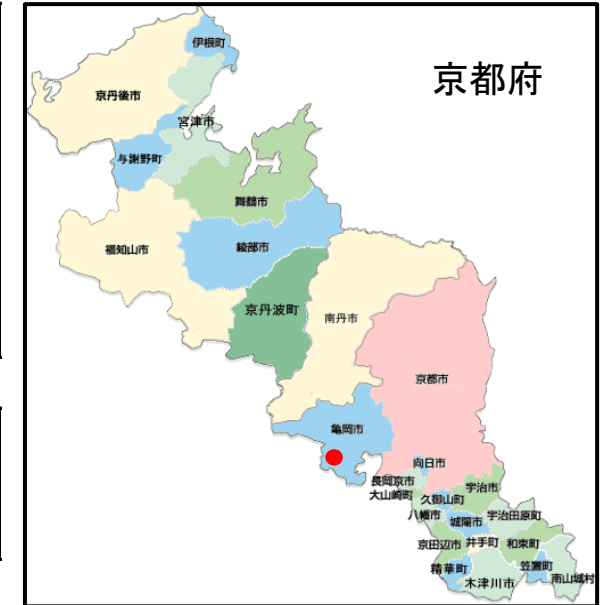 京都府
伊根町
京丹後市
宮津市
与謝野町
舞鶴市
福知山市
綾部市
京丹波町
南丹市
京都市
亀岡市
向日市
長岡京市
大山崎町
宇治市
久御山町
八幡市
城陽市
宇治田原町
京田辺市
井手町
和束町
精華町
笠置町
木津川市
南山城村